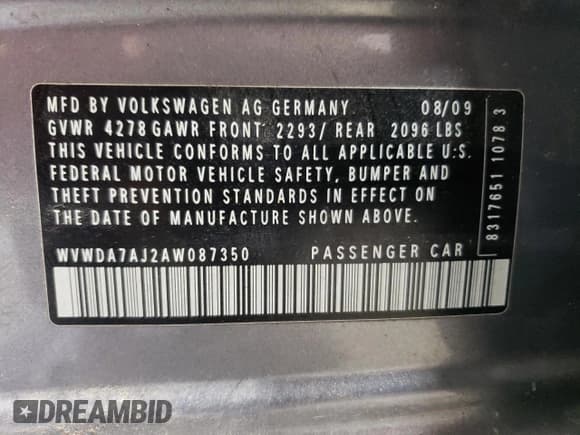 MFD BY VOLKSWAGEN AG GERMANY 08/09
GVWR 4278 GAWR FRONT 2293/ REAR 2096 LBS
THIS VEHICLE CONFORMS TO ALL APPLICABLE U.S.
FEDERAL MOTOR VEHICLE SAFETY, BUMPER AND
THEFT PREVENTION STANDARDS IN EFFECT ON
THE DATE OF MANUFACTURE SHOWN ABOVE.
WVWDA7AJ2AW087350 PASSENGER CAR
8317651 1078 3
DREAMBID